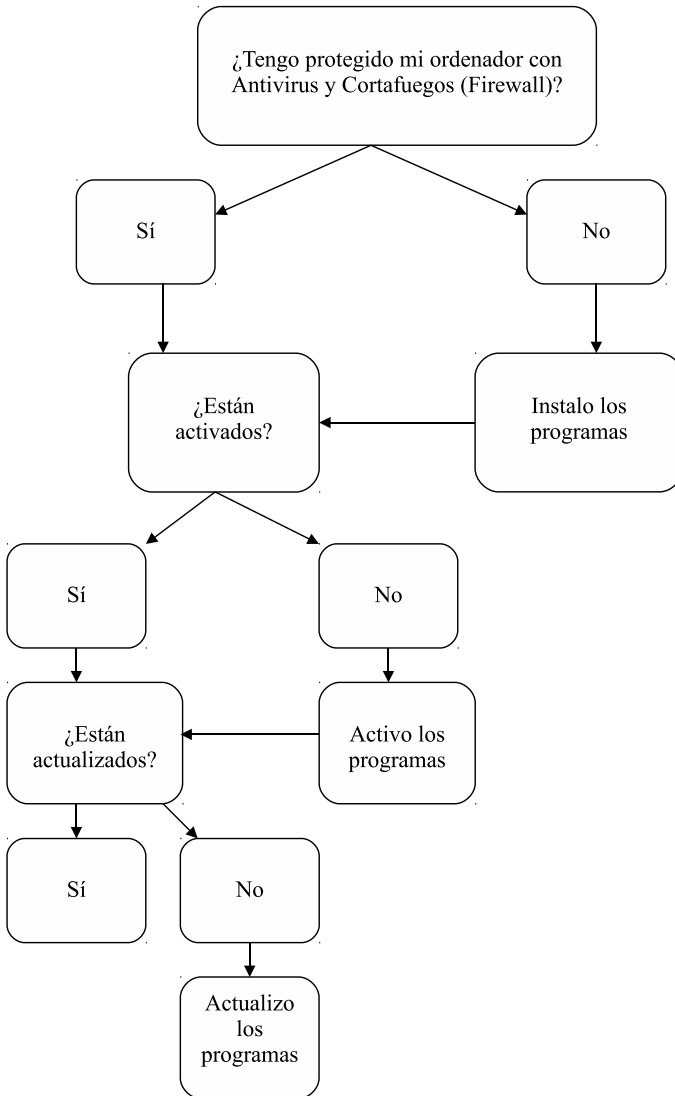 ¿Tengo protegido mi ordenador con
Antivirus y Cortafuegos (Firewall)?
Sí
No
¿Están
activados?
Instalo los
programas
Sí
No
¿Están
actualizados?
Activo los
programas
Sí
No
Actualizo
los
programas